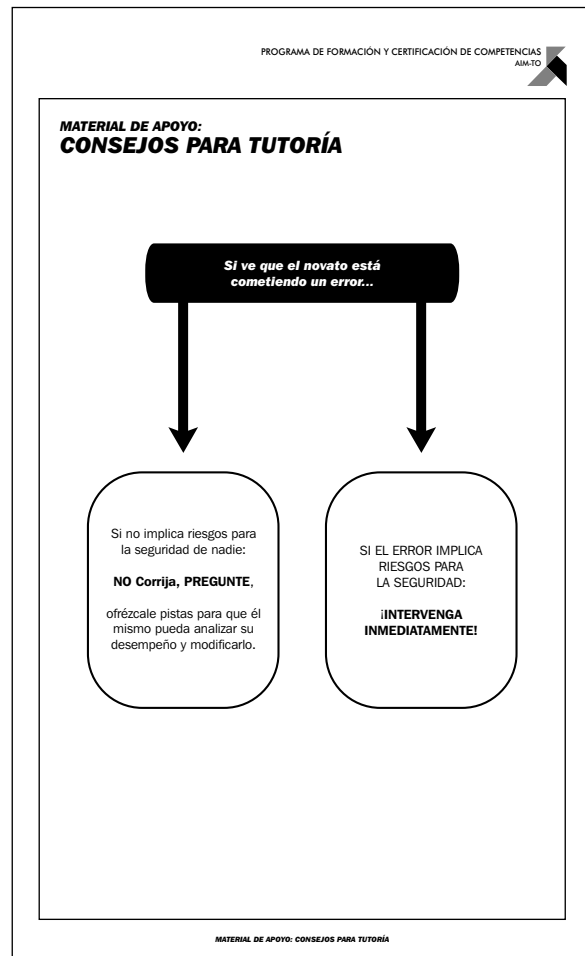 PROGRAMA DE FORMACIÓN Y CERTIFICACIÓN DE COMPETENCIAS
AIM-TO
MATERIAL DE APOYO:
CONSEJOS PARA TUTORÍA
Si ve que el novato está
cometiendo un error...
Si no implica riesgos para
la seguridad de nadie:
NO Corrija, PREGUNTE,
ofrézcale pistas para que él
mismo pueda analizar su
desempeño y modificarlo.
SI EL ERROR IMPLICA
RIESGOS PARA
LA SEGURIDAD:
¡INTERVENGA
INMEDIATAMENTE!
MATERIAL DE APOYO: CONSEJOS PARA TUTORÍA